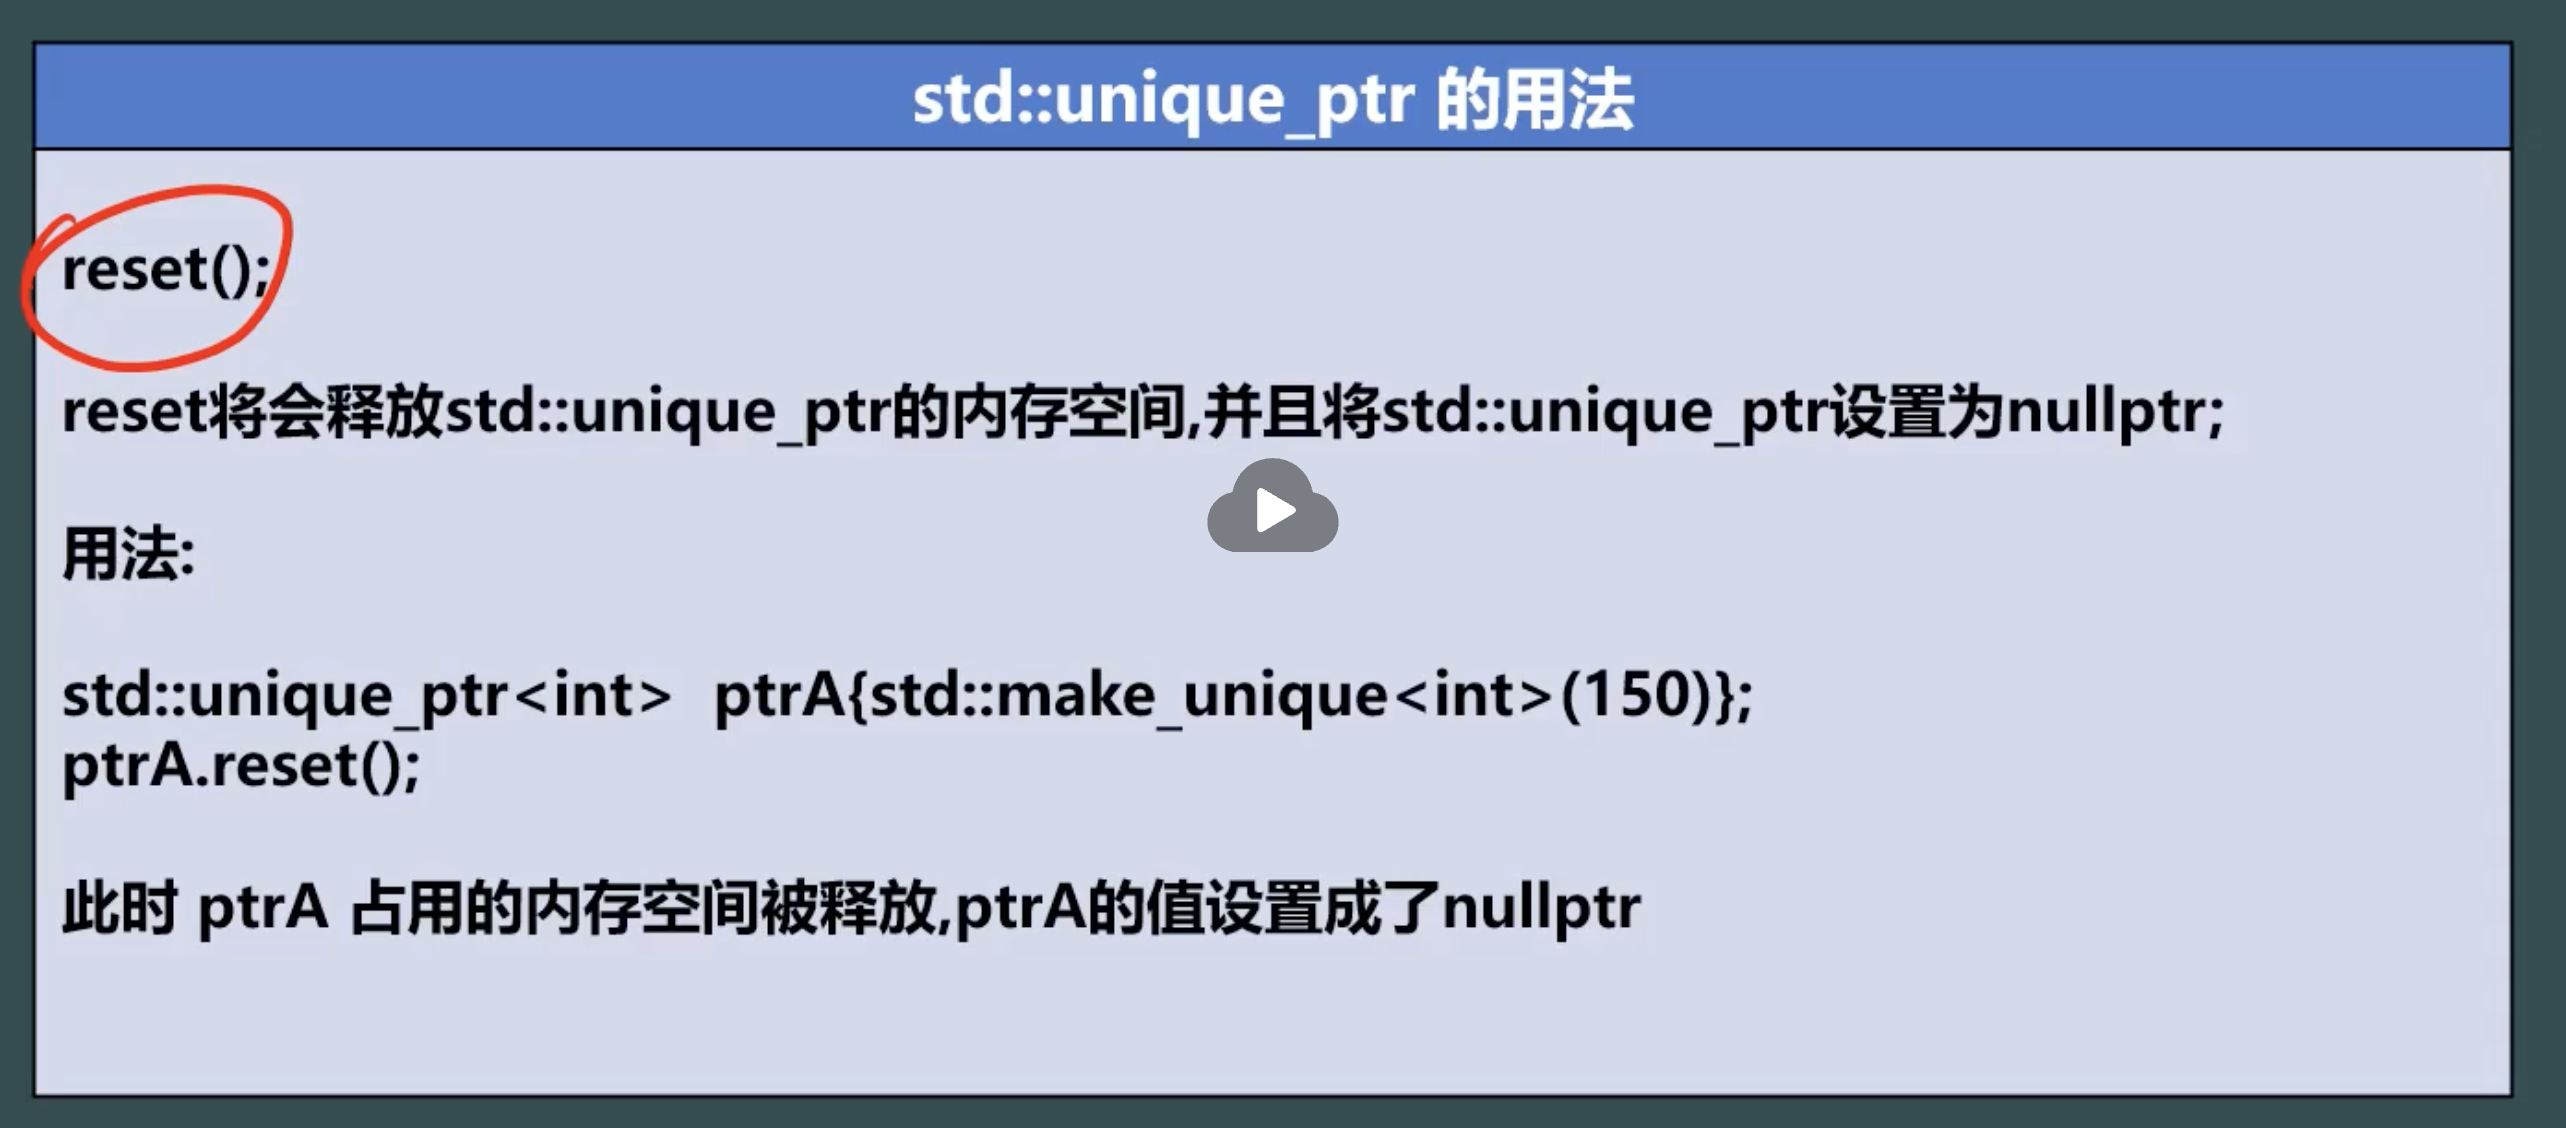 std::unique_ptr 的用法
reset();
reset将会释放std::unique_ptr的内存空间,并且将std::unique_ptr设置为nullptr;
用法:
std::unique_ptr<int>  ptrA{std::make_unique<int>(150)};
ptrA.reset();
此时 ptrA 占用的内存空间被释放,ptrA的值设置成了nullptr